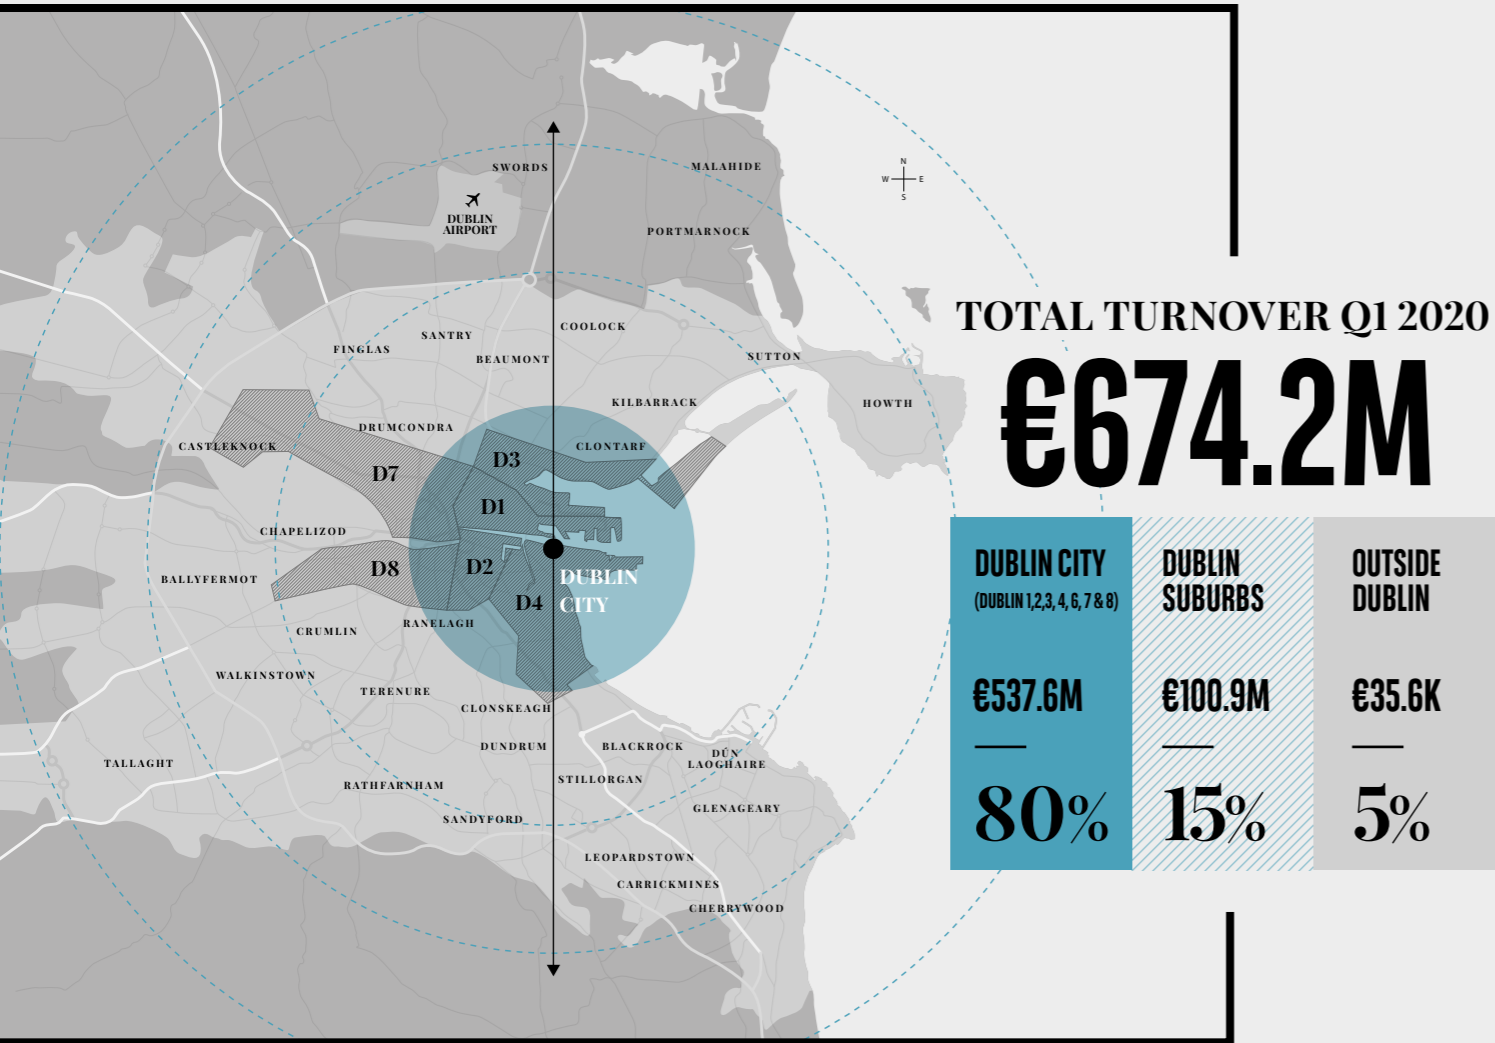 SWORDS
MALAHIDE
N
W E
S
DUBLIN
AIRPORT
PORTMARNOCK
TOTAL TURNOVER Q1 2020
€674.2M
COOLOCK
SANTRY
FINGLAS
BEAUMONT
SUTTON
KILBARRACK
HOWTH
DRUMCONDRA
CASTLEKNOCK
CLONTARF
D3
D7
D1
CHAPELIZOD
D8
D2
BALLYFERMOT
DUBLIN
CITY
D4
RANELAGH
CRUMLIN
WALKINSTOWN
TERENURE
CLONSKEAGH
DUNDRUM
BLACKROCK
DÚN
LAOGHAIRE
TALLAGHT
STILLORGAN
RATHFARNHAM
GLENAGEARY
SANDYFORD
LEOPARDSTOWN
CARRICKMINES
CHERRYWOOD
DUBLIN CITY
(DUBLIN 1,2,3, 4, 6, 7 & 8)
€537.6M
80%
DUBLIN
SUBURBS
€100.9M
15%
OUTSIDE
DUBLIN
€35.6K
5%